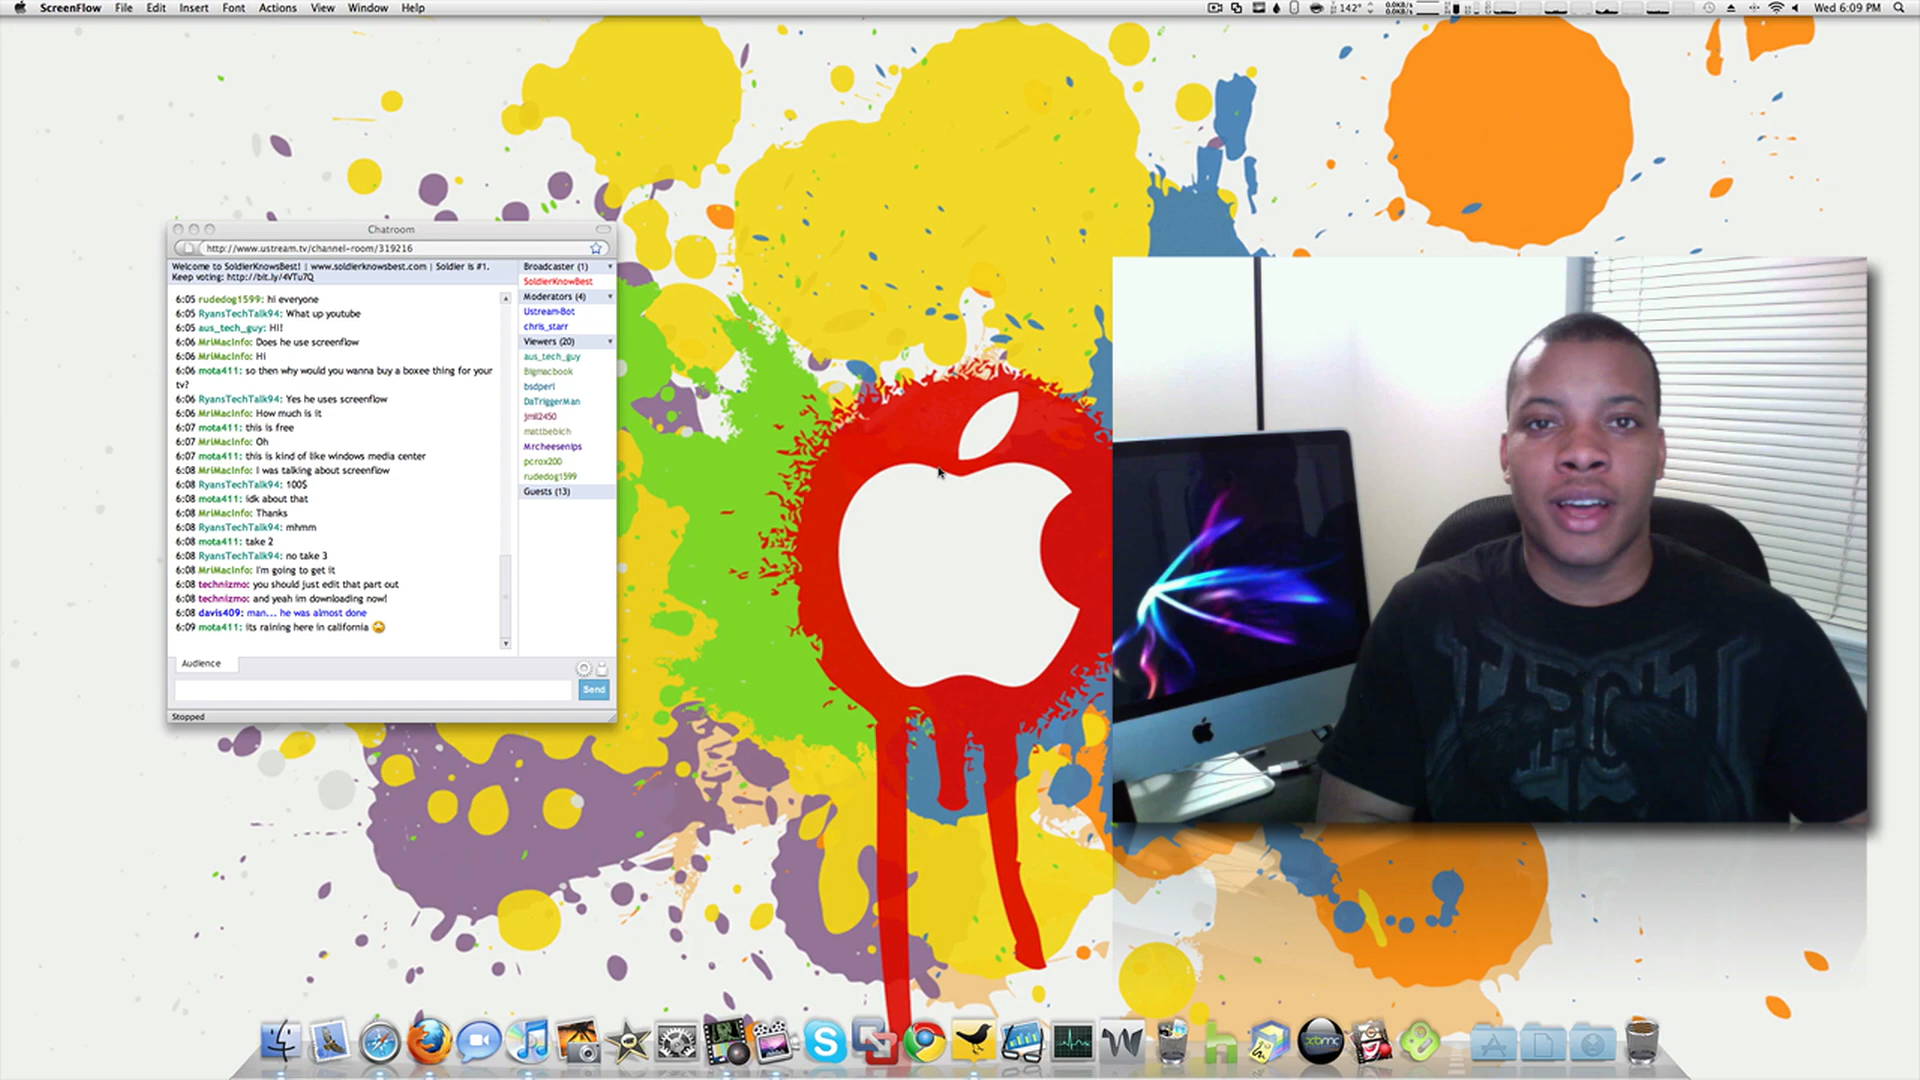 ScreenFlow File Edit Insert Font Actions View Window Help
142° Wed 6:09 PM
Chatroom
http://www.ustream.tv/channel-room/319216
Welcome to SoldierKnowsBest! | www.soldierknowsbest.com | Soldier is #1.
Keep voting: http://bit.ly/4VTu7Q
6:05 rudedog1599: hi everyone
6:05 RyansTechTalk94: What up youtube
6:05 aus_tech_guy: HI!
6:06 MriMacInfo: Does he use screenflow
6:06 MriMacInfo: Hi
6:06 mota411: so then why would you wanna buy a boxee thing for your
tv?
6:06 RyansTechTalk94: Yes he uses screenflow
6:06 MriMacInfo: How much is it
6:07 mota411: this is free
6:07 MriMacInfo: Oh
6:07 mota411: this is kind of like windows media center
6:08 MriMacInfo: I was talking about screenflow
6:08 RyansTechTalk94: 100$
6:08 mota411: idk about that
6:08 MriMacInfo: Thanks
6:08 RyansTechTalk94: mhmm
6:08 mota411: take 2
6:08 RyansTechTalk94: no take 3
6:08 MriMacInfo: I'm going to get it
6:08 technizmo: you should just edit that part out
6:08 technizmo: and yeah im downloading now!
6:08 davis409: man... he was almost done
6:09 mota411: its raining here in california
Broadcaster (1)
SoldierKnowBest
Moderators (4)
Ustream-Bot
chris_starr
Viewers (20)
aus_tech_guy
Bigmacbook
bsdperl
DaTriggerMan
jmil2450
mattbebich
Mrcheesenips
pcrox200
rudedog1599
Guests (13)
Audience
Send
Stopped
xbmc